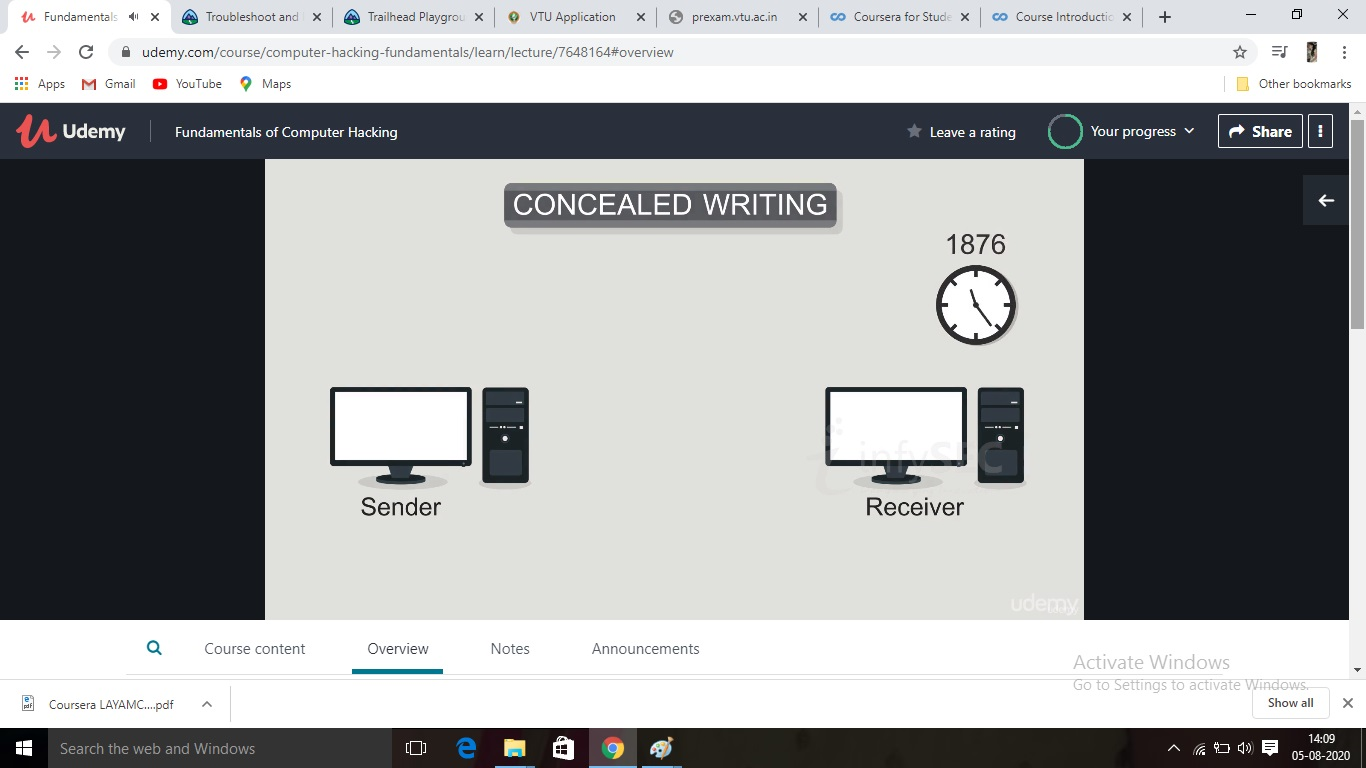 Fundamentals
Troubleshoot and
Trailhead Playgrou
VTU Application
prexam.vtu.ac.in
Coursera for Stude
Course Introductio
udemy.com/course/computer-hacking-fundamentals/learn/lecture/7648164#overview
Apps
Gmail
YouTube
Maps
Other bookmarks
Udemy
Fundamentals of Computer Hacking
Leave a rating
Your progress
Share
CONCEALED WRITING
1876
infySEC
Sender
Receiver
udemy
Course content
Overview
Notes
Announcements
Activate Windows
Go to Settings to activate Windows.
Coursera LAYAMC....pdf
Show all
Search the web and Windows
14:09
05-08-2020